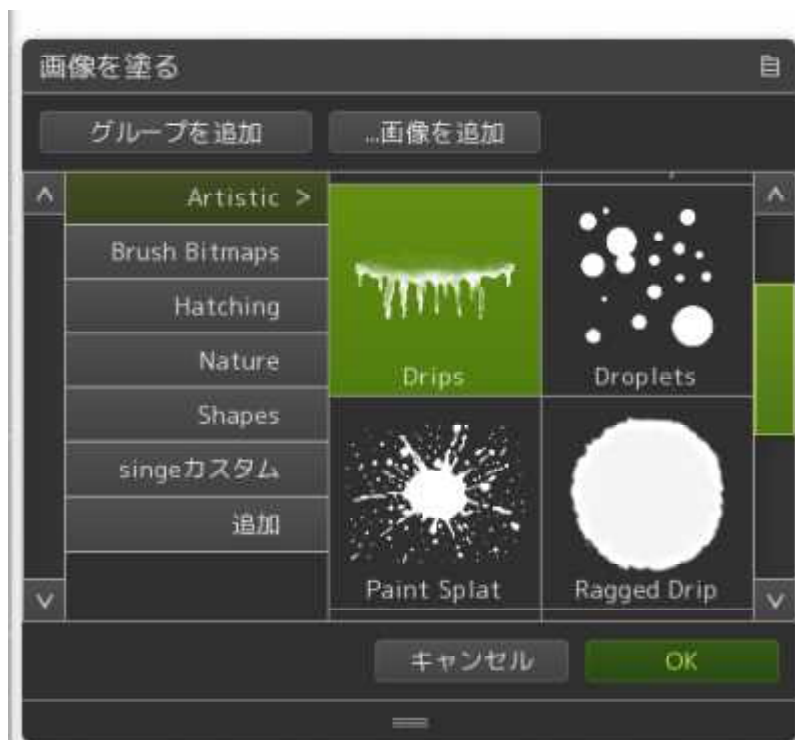 画像を塗る
グループを追加
...画像を追加
Artistic >
Brush Bitmaps
Hatching
Nature
Shapes
singeカスタム
追加
Drips
Droplets
Paint Splat
Ragged Drip
キャンセル
OK